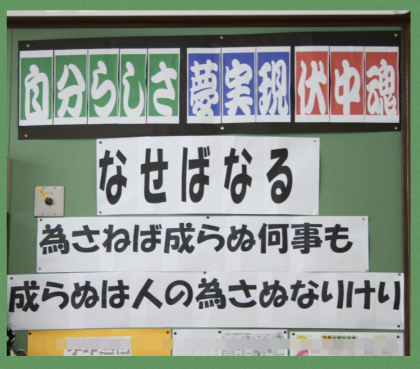 自分らしさ 夢実現 伏中魂
なせばなる
為さねば成らぬ何事も
成らぬは人の為さぬなりけり